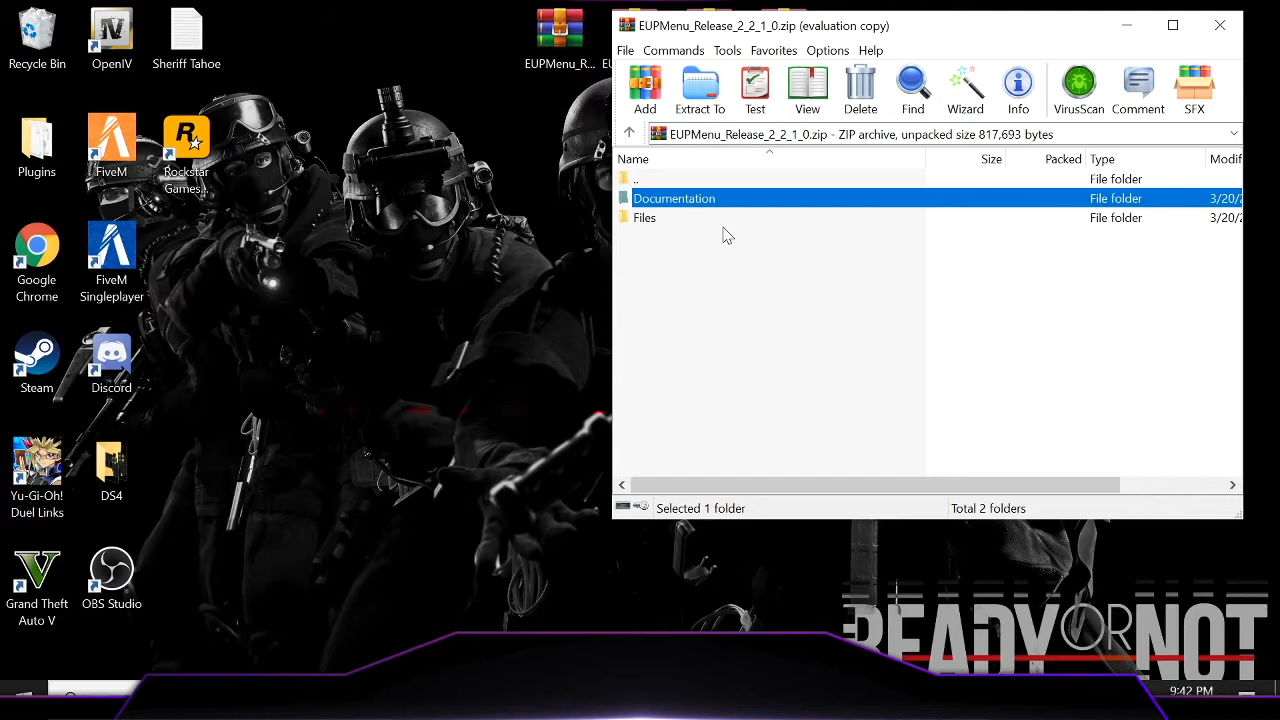 Recycle Bin
OpenIV
Sheriff Tahoe
EUPMenu_R...
Plugins
FiveM
Rockstar
Games...
Google
Chrome
FiveM
Singleplayer
Steam
Discord
Yu-Gi-Oh!
Duel Links
DS4
Grand Theft
Auto V
OBS Studio
EUPMenu_Release_2_2_1_0.zip (evaluation copy)
File Commands Tools Favorites Options Help
Add Extract To Test View Delete Find Wizard Info VirusScan Comment SFX
EUPMenu_Release_2_2_1_0.zip - ZIP archive, unpacked size 817,693 bytes
Name Size Packed Type Modif
.. File folder
Documentation File folder 3/20/2
Files File folder 3/20/2
Selected 1 folder Total 2 folders
READY OR NOT
9:42 PM